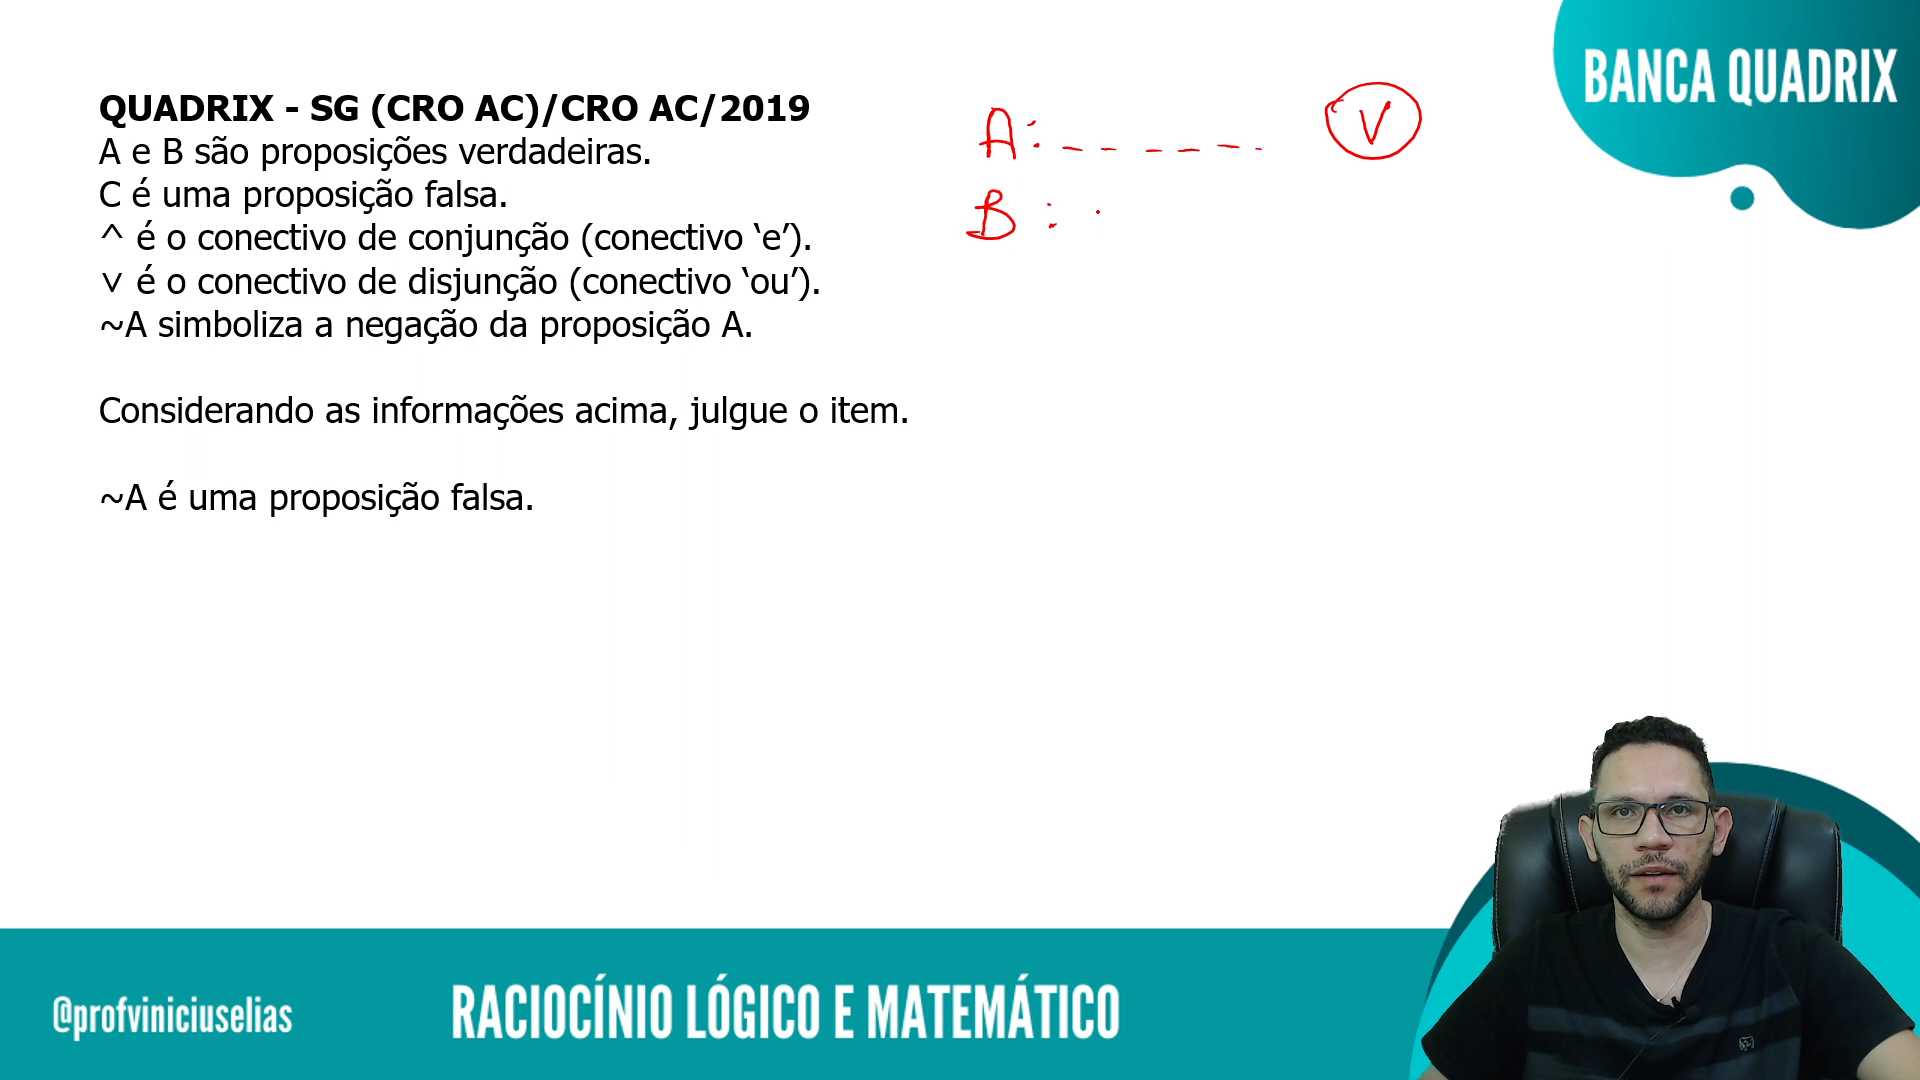 BANCA QUADRIX
QUADRIX - SG (CRO AC)/CRO AC/2019
A e B são proposições verdadeiras.
C é uma proposição falsa.
^ é o conectivo de conjunção (conectivo ‘e’).
v é o conectivo de disjunção (conectivo ‘ou’).
~A simboliza a negação da proposição A.
Considerando as informações acima, julgue o item.
~A é uma proposição falsa.
A: _ _ _ _ _ _ V
B :
@profviniciuselias
RACIOCÍNIO LÓGICO E MATEMÁTICO